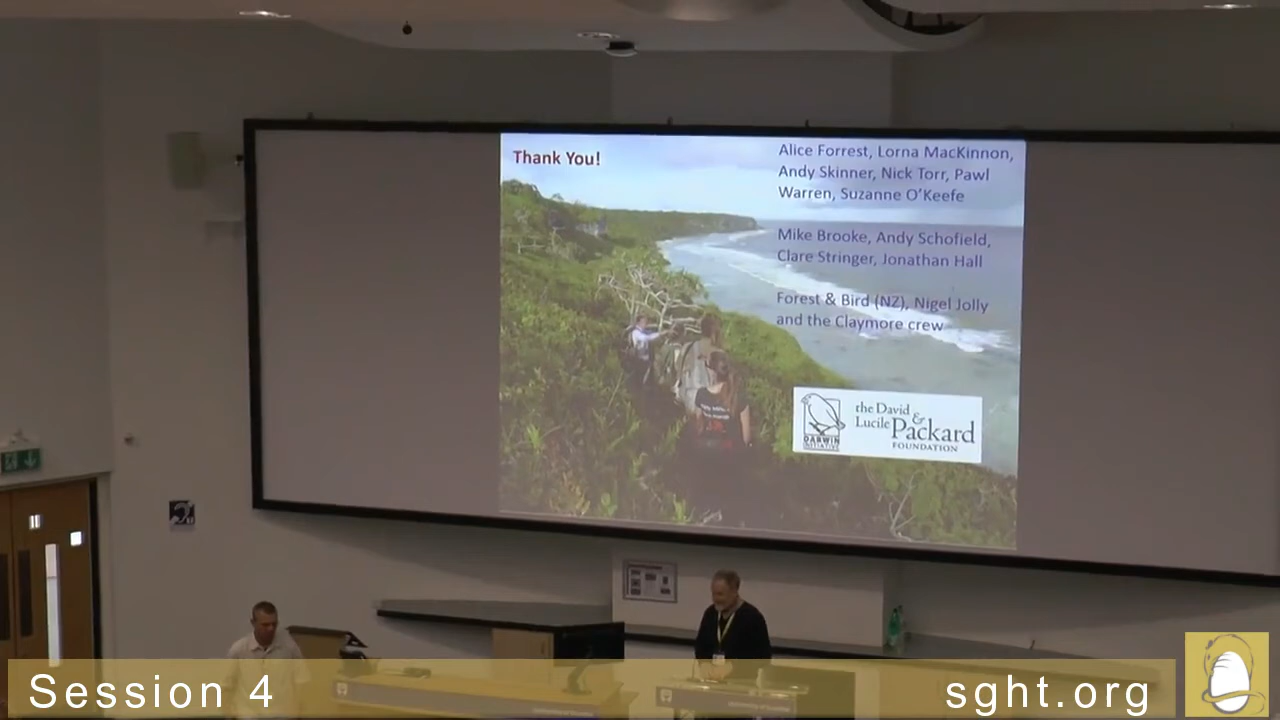 Thank You!
Alice Forrest, Lorna MacKinnon,
Andy Skinner, Nick Torr, Pawl
Warren, Suzanne O'Keefe
Mike Brooke, Andy Schofield,
Clare Stringer, Jonathan Hall
Forest & Bird (NZ), Nigel Jolly
and the Claymore crew
DARWIN
INITIATIVE
the David &
Lucile Packard
FOUNDATION
Session 4
sght.org